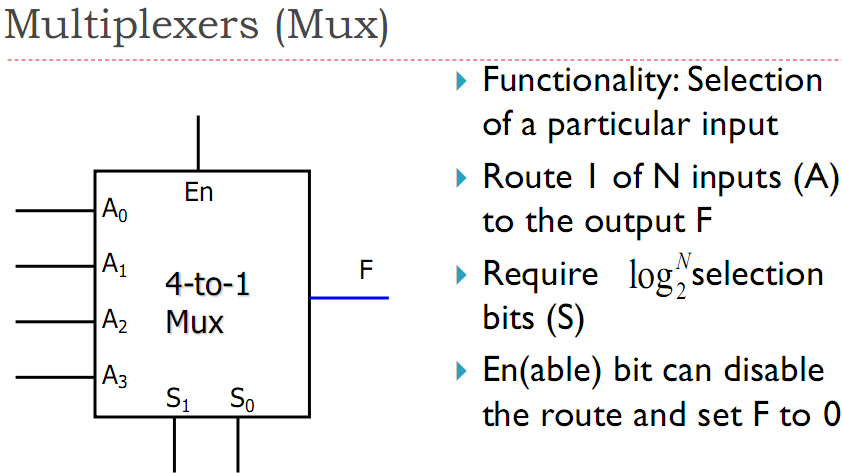 Multiplexers (Mux)
En
A₀
A₁
A₂
A₃
4-to-1
Mux
S₁ S₀
F
Functionality: Selection
of a particular input
Route 1 of N inputs (A)
to the output F
Require log₂ᴺ selection
bits (S)
En(able) bit can disable
the route and set F to 0